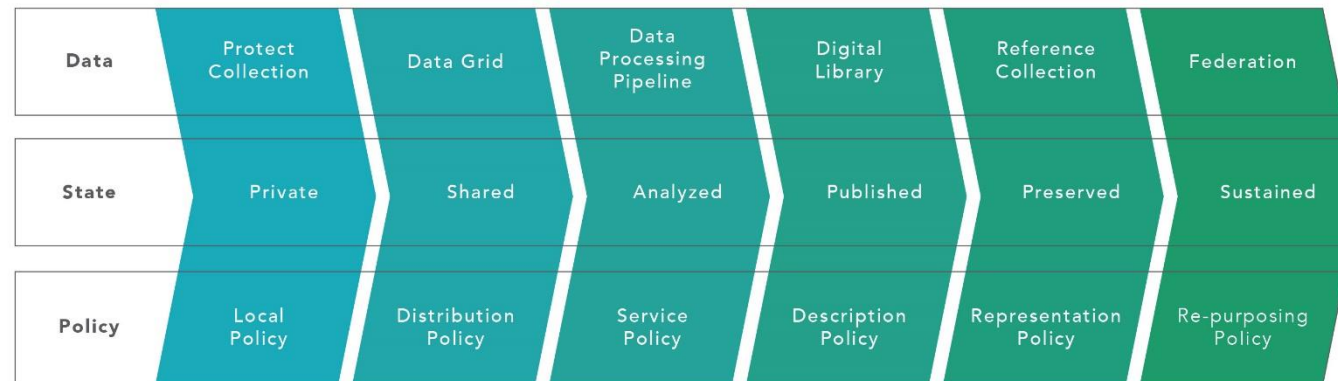 Data
Protect
Collection
Data Grid
Data
Processing
Pipeline
Digital
Library
Reference
Collection
Federation
State
Private
Shared
Analyzed
Published
Preserved
Sustained
Policy
Local
Policy
Distribution
Policy
Service
Policy
Description
Policy
Representation
Policy
Re-purposing
Policy